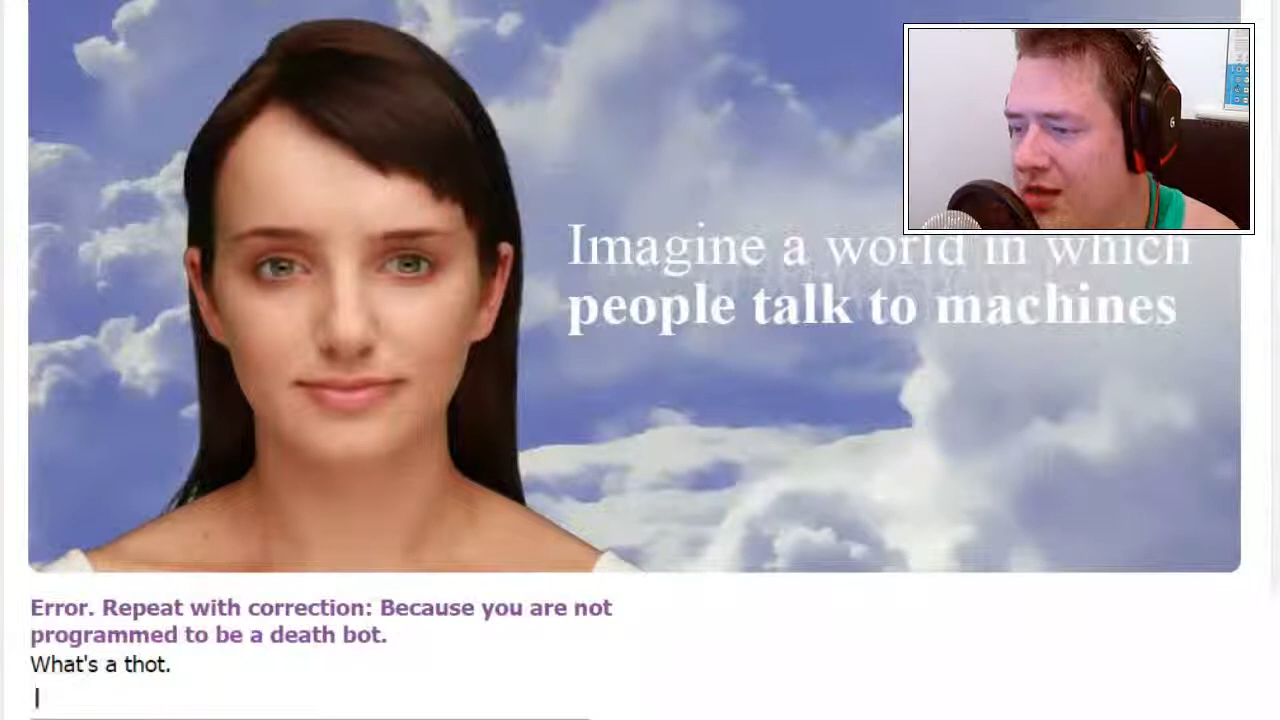 Imagine a world in which
people talk to machines
Error. Repeat with correction: Because you are not
programmed to be a death bot.
What's a thot.